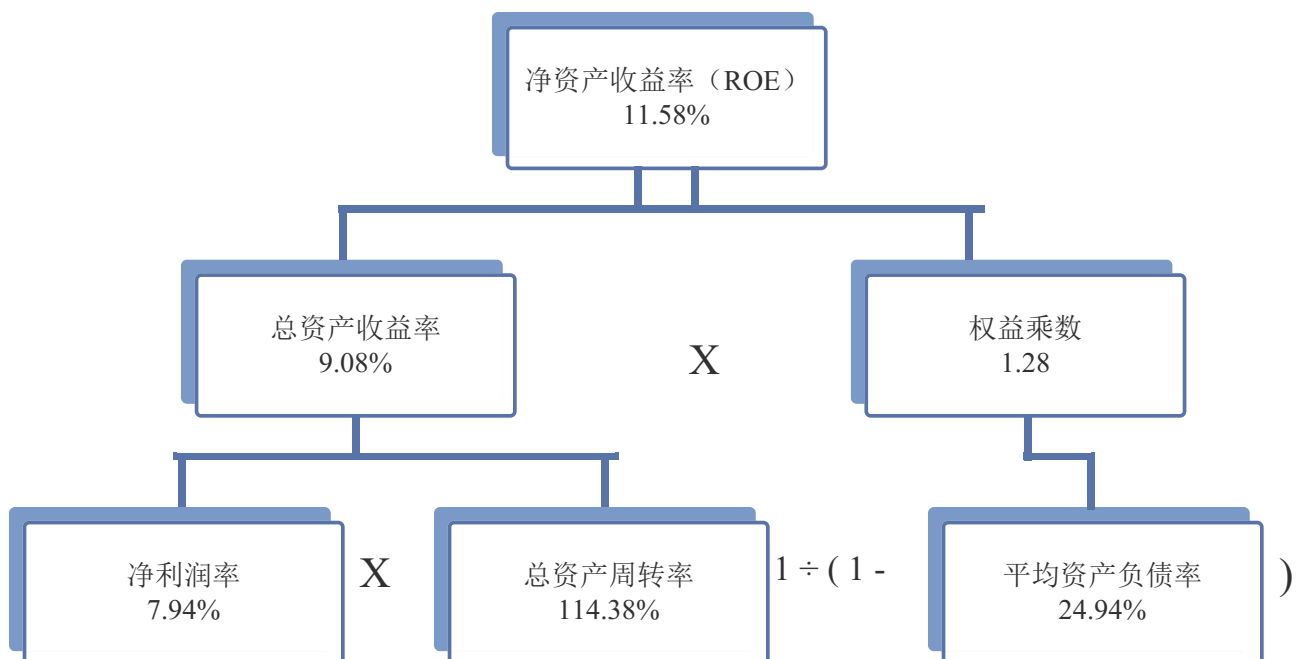 净资产收益率（ROE）
11.58%
总资产收益率
9.08%
X
权益乘数
1.28
净利润率
7.94%
X
总资产周转率
114.38%
1 ÷ ( 1 -
平均资产负债率
24.94%
)